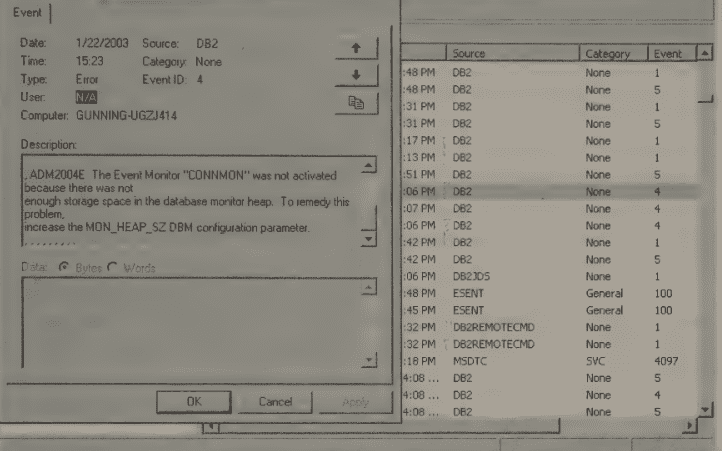 Event
Date: 1/22/2003 Source: DB2
Time: 15:23 Category: None
Type: Error Event ID: 4
User: N/A
Computer: GUNNING-UGZJ414
Description:
, ADM2004E The Event Monitor "CONNMON" was not activated
because there was not
enough storage space in the database monitor heap. To remedy this
problem,
increase the MON_HEAP_SZ DBM configuration parameter.
Data: Bytes Words
OK Cancel Apply
Source Category Event
:48 PM DB2 None 1
:48 PM DB2 None 5
:31 PM DB2 None 1
:31 PM DB2 None 5
:17 PM DB2 None 1
:13 PM DB2 None 1
:51 PM DB2 None 5
:06 PM DB2 None 4
:07 PM DB2 None 4
:06 PM DB2 None 4
:42 PM DB2 None 1
:42 PM DB2 None 5
:06 PM DB2JDS None 1
:48 PM ESENT General 100
:45 PM ESENT General 100
:32 PM DB2REMOTECMD None 1
:32 PM DB2REMOTECMD None 1
:18 PM MSDTC SVC 4097
4:08 ... DB2 None 5
4:08 ... DB2 None 4
4:08 ... DB2 None 5